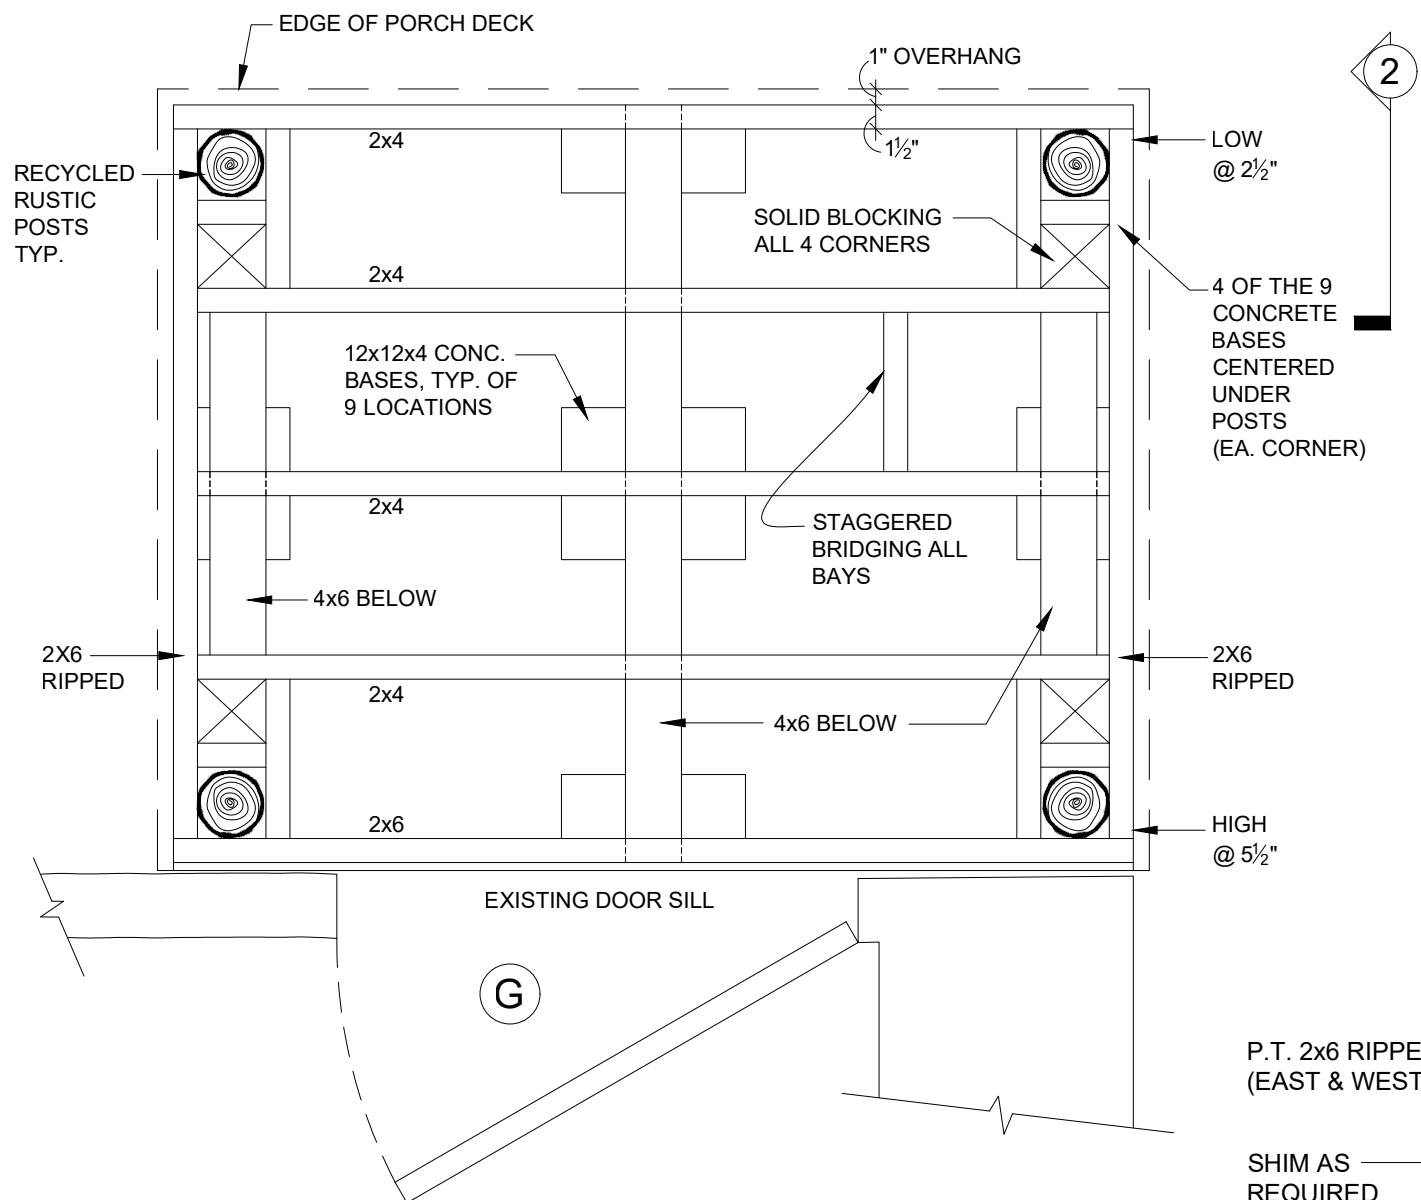 EDGE OF PORCH DECK
1" OVERHANG
2
2x4
1½"
LOW
@ 2½"
RECYCLED
RUSTIC
POSTS
TYP.
SOLID BLOCKING
ALL 4 CORNERS
2x4
4 OF THE 9
CONCRETE
BASES
CENTERED
UNDER
POSTS
(EA. CORNER)
12x12x4 CONC.
BASES, TYP. OF
9 LOCATIONS
2x4
STAGGERED
BRIDGING ALL
BAYS
4x6 BELOW
2X6
RIPPED
2X6
RIPPED
2x4
4x6 BELOW
2x6
HIGH
@ 5½"
EXISTING DOOR SILL
G
P.T. 2x6 RIPPE
(EAST & WEST
SHIM AS
REQUIRED